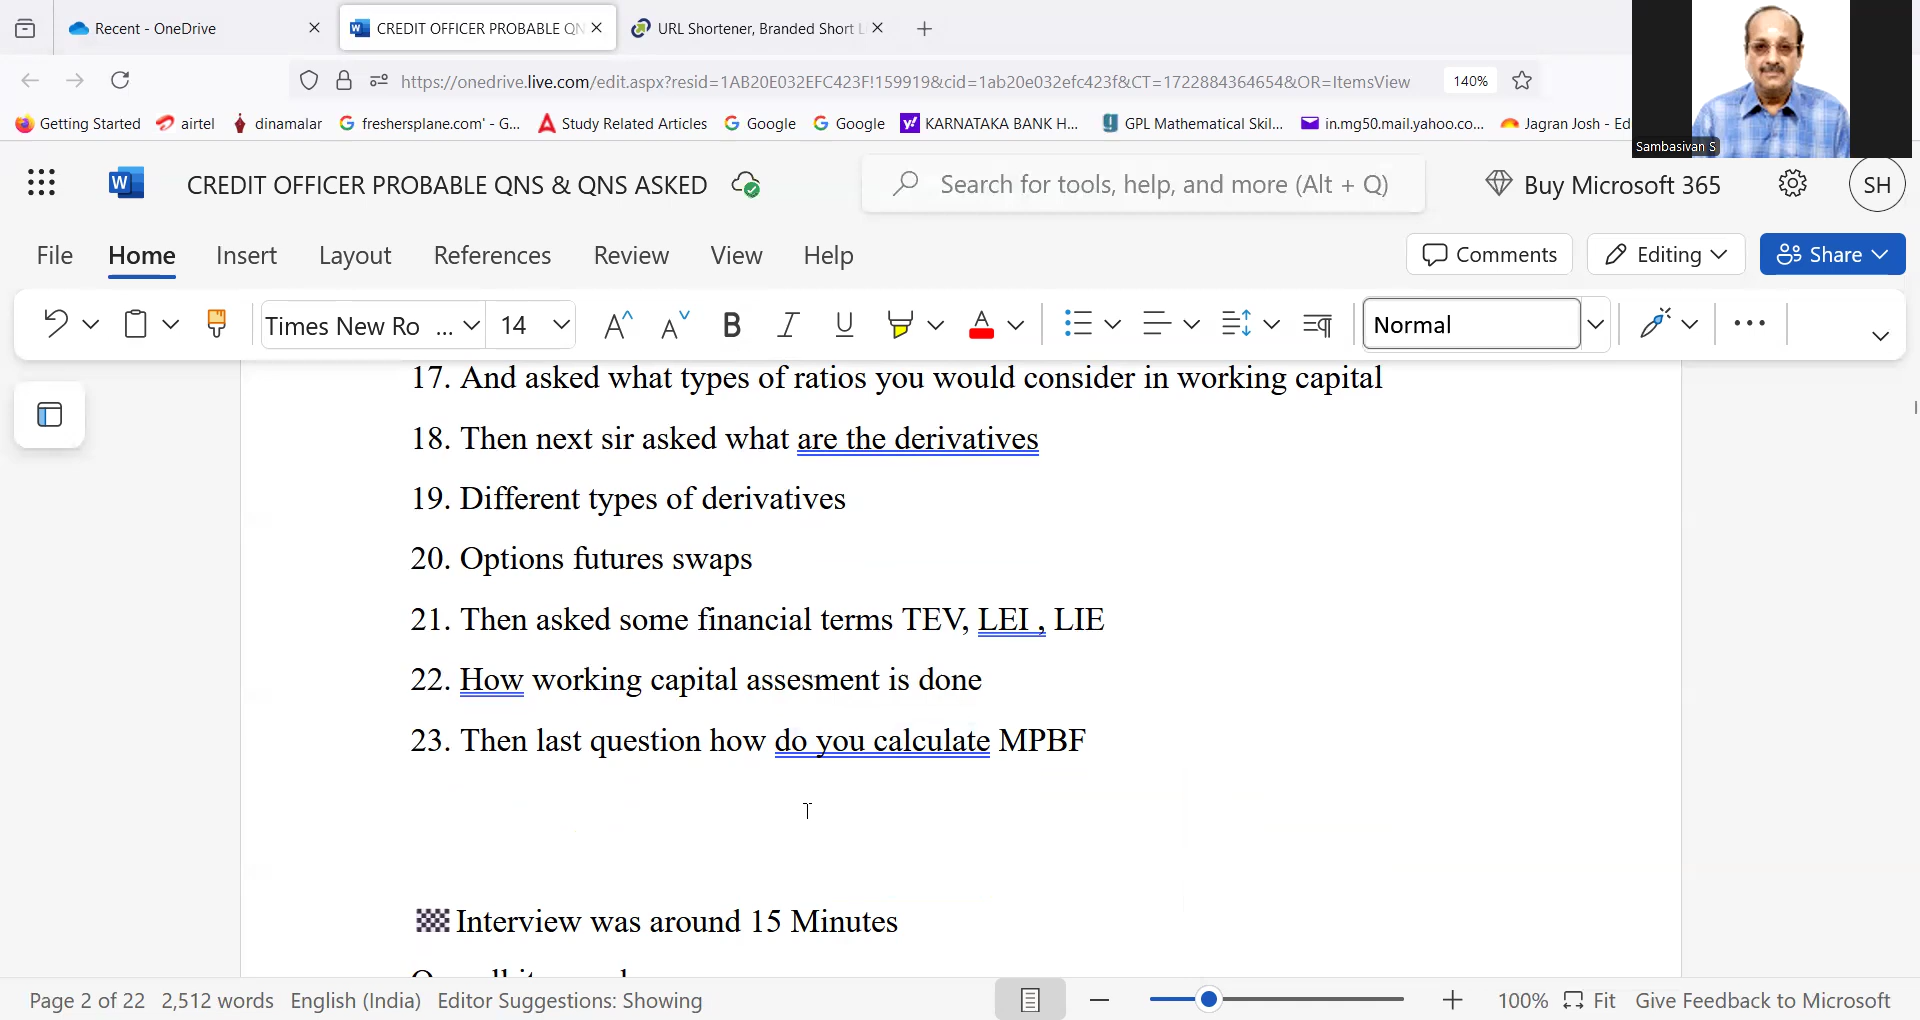 Recent - OneDrive
CREDIT OFFICER PROBABLE QN
URL Shortener, Branded Short L
https://onedrive.live.com/edit.aspx?resid=1AB20E032EFC423F!159919&cid=1ab20e032efc423f&CT=1722884364654&OR=ItemsView
140%
Getting Started
airtel
dinamalar
freshersplane.com' - G...
Study Related Articles
Google
Google
KARNATAKA BANK H...
GPL Mathematical Skil...
in.mg50.mail.yahoo.co...
Jagran Josh - Ed
Sambasivan S
W CREDIT OFFICER PROBABLE QNS & QNS ASKED
Search for tools, help, and more (Alt + Q)
Buy Microsoft 365
SH
File Home Insert Layout References Review View Help
Comments Editing Share
Times New Ro ... 14 A A B I U A Normal ...
17. And asked what types of ratios you would consider in working capital
18. Then next sir asked what are the derivatives
19. Different types of derivatives
20. Options futures swaps
21. Then asked some financial terms TEV, LEI , LIE
22. How working capital assesment is done
23. Then last question how do you calculate MPBF
Interview was around 15 Minutes
Page 2 of 22 2,512 words English (India) Editor Suggestions: Showing
100% Fit Give Feedback to Microsoft